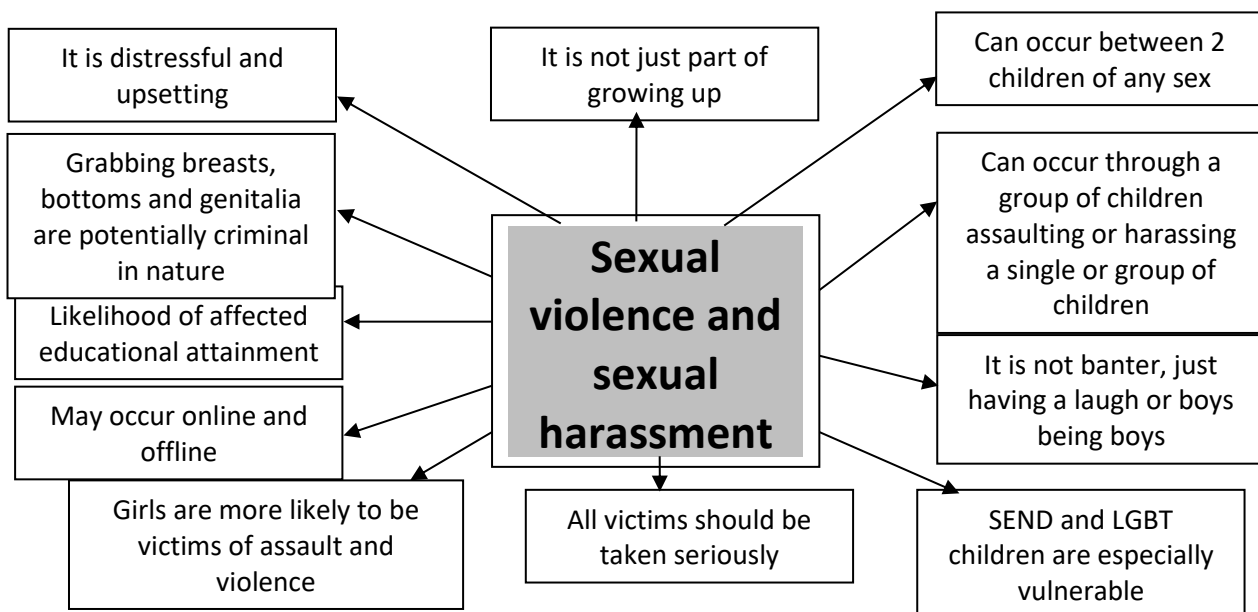 It is distressful and
upsetting
It is not just part of
growing up
Can occur between 2
children of any sex
Grabbing breasts,
bottoms and genitalia
are potentially criminal
in nature
Can occur through a
group of children
assaulting or harassing
a single or group of
children
Sexual
violence and
sexual
harassment
Likelihood of affected
educational attainment
It is not banter, just
having a laugh or boys
being boys
May occur online and
offline
Girls are more likely to be
victims of assault and
violence
All victims should be
taken seriously
SEND and LGBT
children are especially
vulnerable